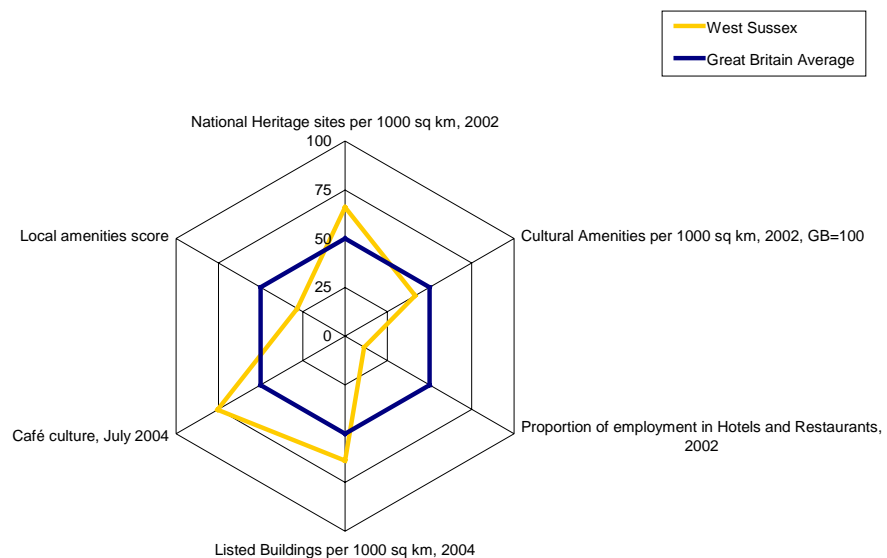 West Sussex
Great Britain Average
National Heritage sites per 1000 sq km, 2002
100
75
50
25
0
Local amenities score
Cultural Amenities per 1000 sq km, 2002, GB=100
Café culture, July 2004
Proportion of employment in Hotels and Restaurants,
2002
Listed Buildings per 1000 sq km, 2004